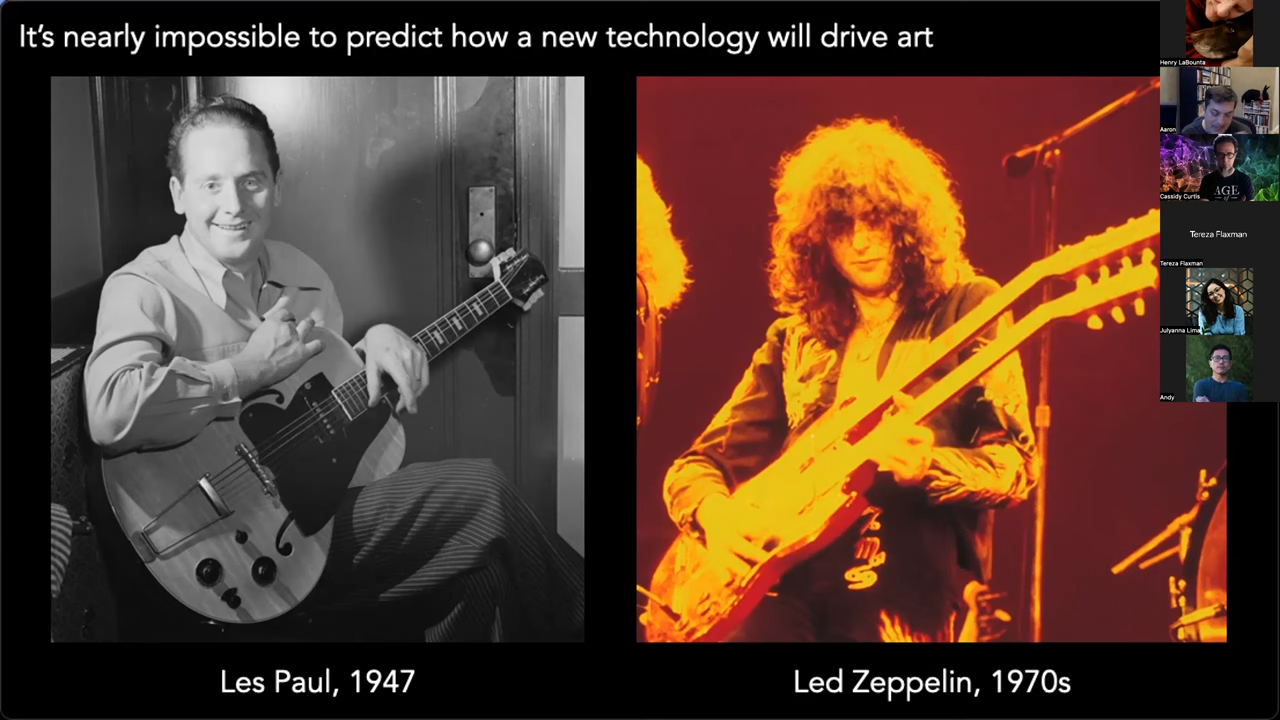 It's nearly impossible to predict how a new technology will drive art
Les Paul, 1947
Led Zeppelin, 1970s
Henry LaBounta
Aaron
AGE
Cassidy Curtis
Tereza Flaxman
Tereza Flaxman
Julyanna Lima
Andy